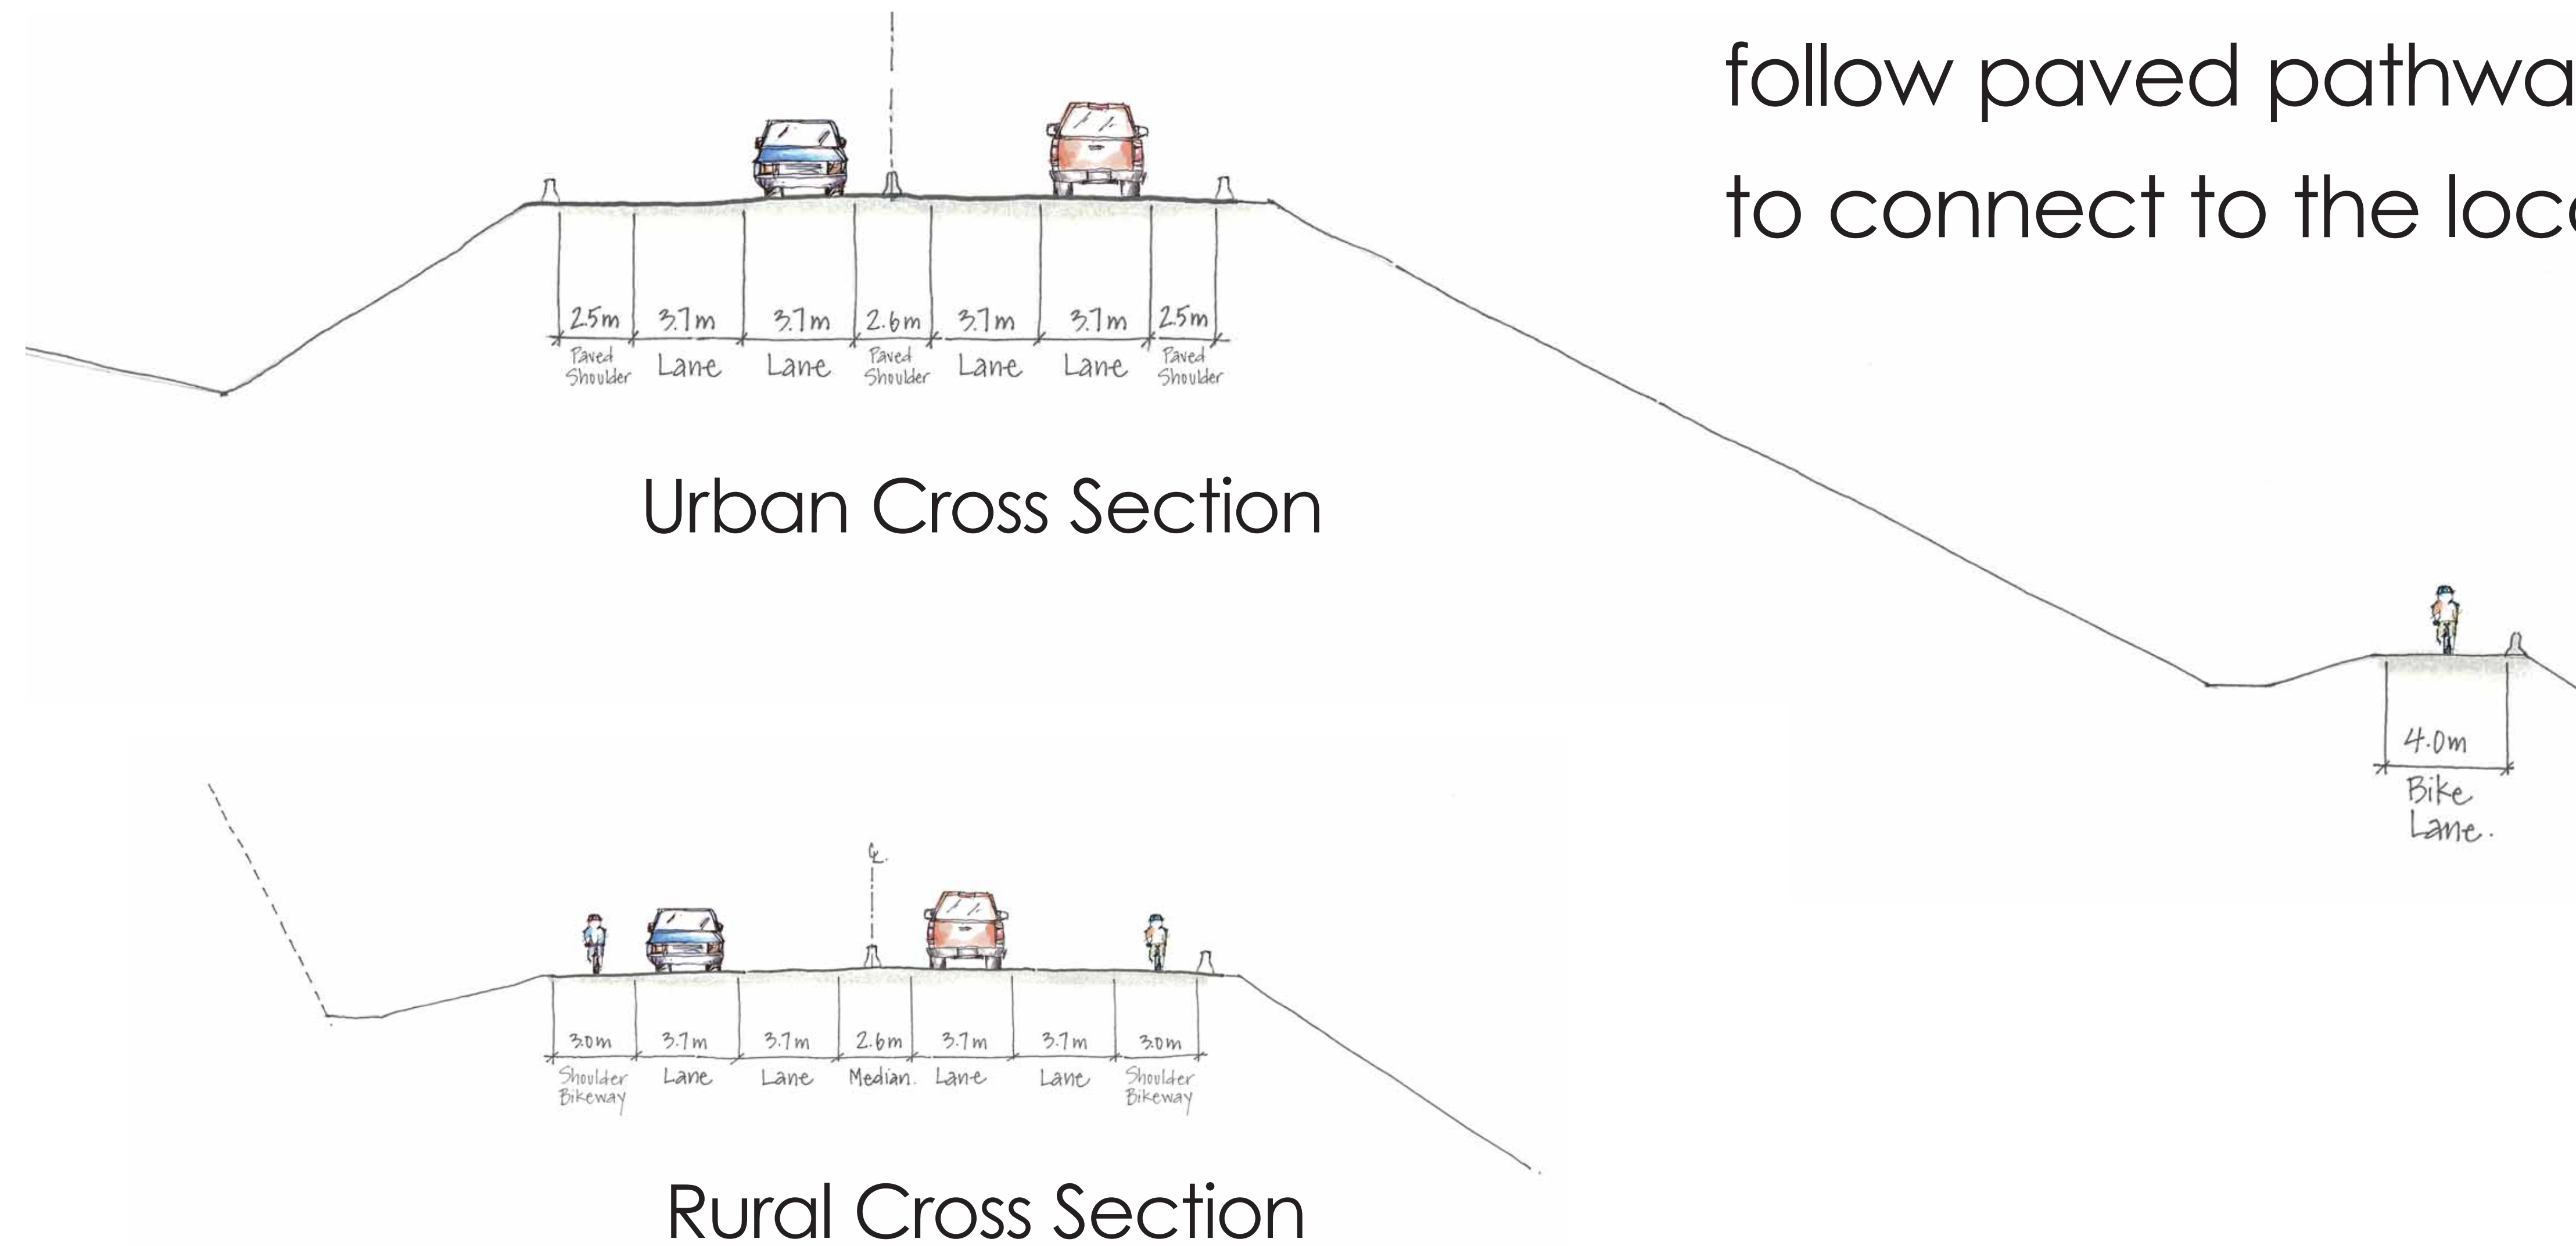 follow paved pathwa
to connect to the loca
2.5m 3.7m 3.7m 2.6m 3.7m 3.7m 2.5m
Paved Shoulder Lane Lane Paved Shoulder Lane Lane Paved Shoulder
Urban Cross Section
4.0m
Bike
Lane.
℄.
3.0m 3.7m 3.7m 2.6m 3.7m 3.7m 3.0m
Shoulder Bikeway Lane Lane Median. Lane Lane Shoulder Bikeway
Rural Cross Section